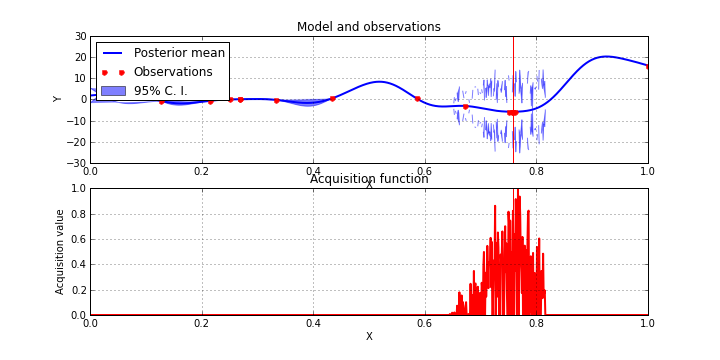 Model and observations
30
20
10
0
−10
−20
−30
Y
Posterior mean
Observations
95% C. I.
0.0 0.2 0.4 0.6 0.8 1.0
X
Acquisition function
1.0
0.8
0.6
0.4
0.2
0.0
Acquisition value
0.0 0.2 0.4 0.6 0.8 1.0
X